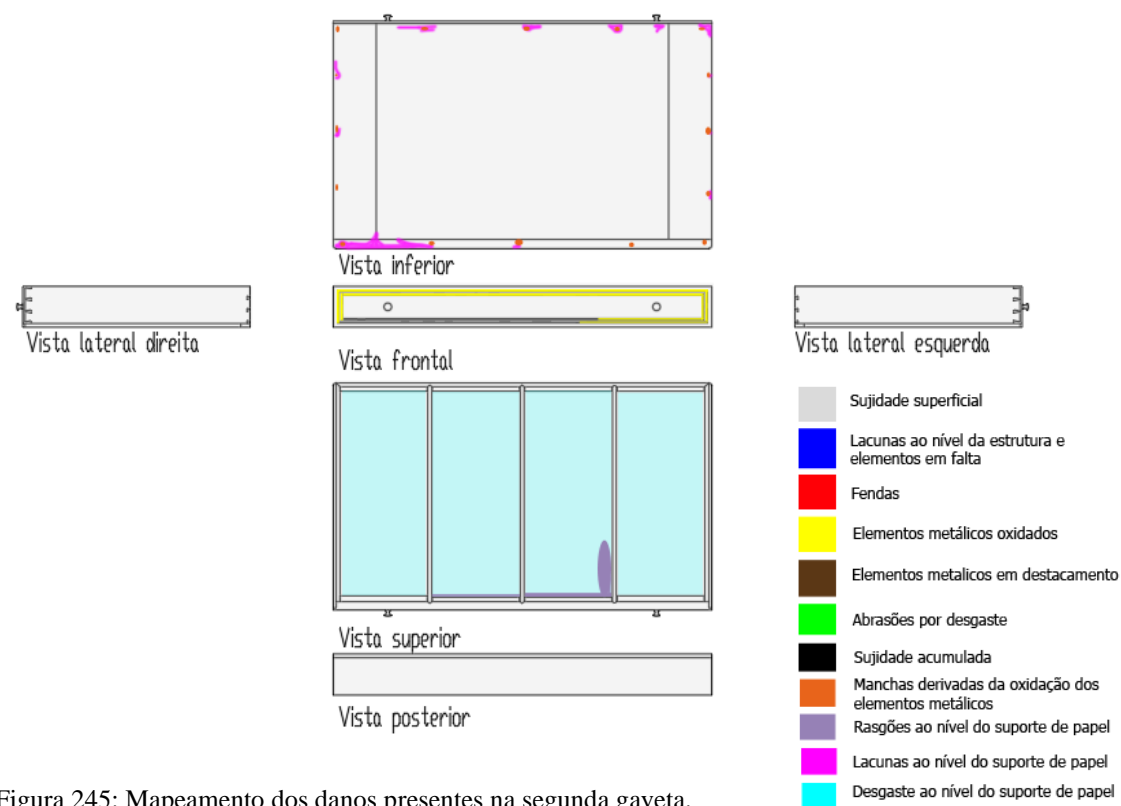 Vista inferior
Vista lateral direita
Vista frontal
Vista lateral esquerda
Vista superior
Vista posterior
Sujidade superficial
Lacunas ao nível da estrutura e
elementos em falta
Fendas
Elementos metálicos oxidados
Elementos metalicos em destacamento
Abrasões por desgaste
Sujidade acumulada
Manchas derivadas da oxidação dos
elementos metálicos
Rasgões ao nível do suporte de papel
Lacunas ao nível do suporte de papel
Desgaste ao nível do suporte de papel
Figura 245: Mapeamento dos danos presentes na segunda gaveta.